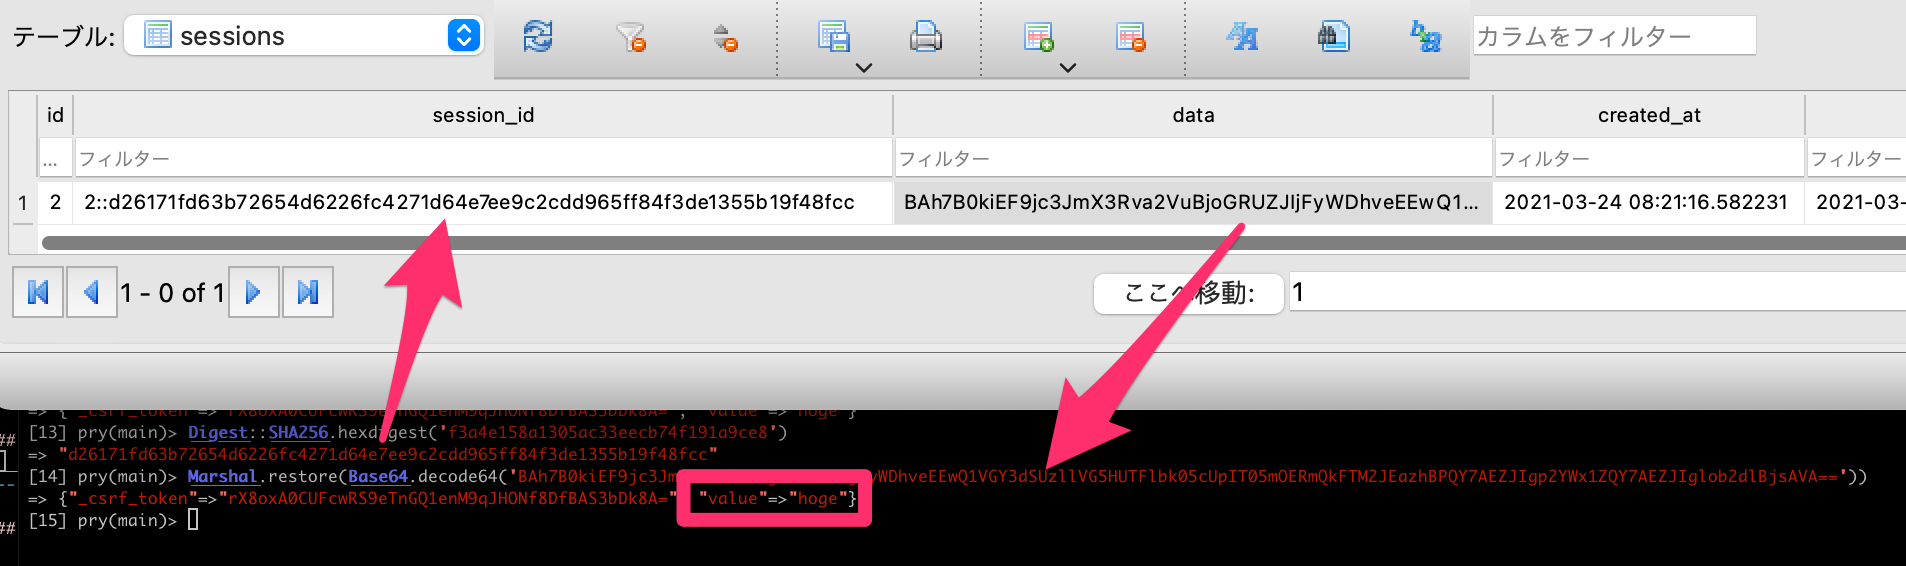 テーブル: sessions カラムをフィルター
id session_id data created_at
... フィルター フィルター フィルター フィルター
1 2 2::d26171fd63b72654d6226fc4271d64e7ee9c2cdd965ff84f3de1355b19f48fcc BAh7B0kiEF9jc3JmX3Rva2VuBjoGRUZJIjFyWDhveEEwQ1... 2021-03-24 08:21:16.582231 2021-03-
1 - 0 of 1 ここへ移動: 1
=> {"_csrf_token"=>"rX8oxA0CUFcwRS9eTnGQ1enM9qJHONf8DfBAS3bDk8A=", "value"=>"hoge"}
## [13] pry(main)> Digest::SHA256.hexdigest('f3a4e158a1305ac33eecb74f191a9ce8')
=> "d26171fd63b72654d6226fc4271d64e7ee9c2cdd965ff84f3de1355b19f48fcc"
[14] pry(main)> Marshal.restore(Base64.decode64('BAh7B0kiEF9jc3Jm yWDhveEEwQ1VGY3dSUzllVG5HUTFlbk05cUpIT05mOERmQkFTM2JEazhBPQY7AEZJIgp2YWx1ZQY7AEZJIglob2dlBjsAVA=='))
=> {"_csrf_token"=>"rX8oxA0CUFcwRS9eTnGQ1enM9qJHONf8DfBAS3bDk8A=" "value"=>"hoge"}
## [15] pry(main)>